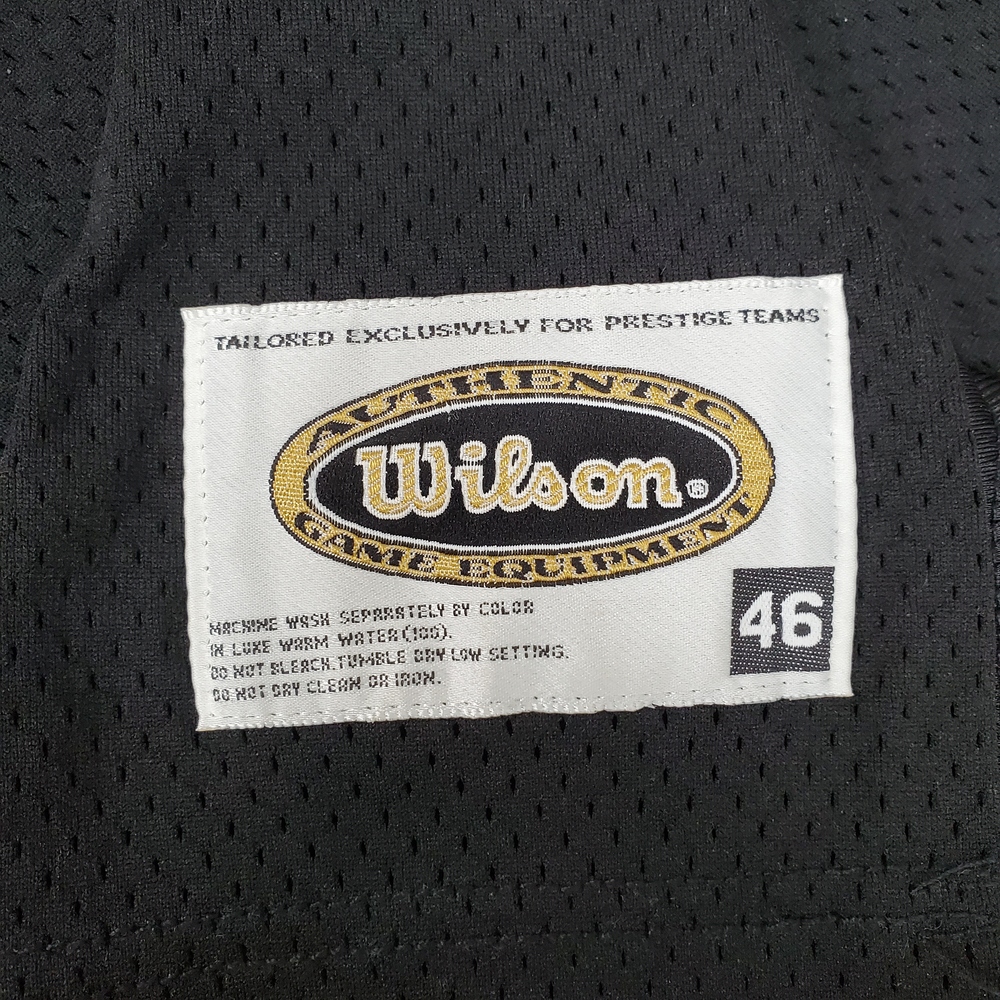 TAILORED EXCLUSIVELY FOR PRESTIGE TEAMS
AUTHENTIC
Wilson®
GAME EQUIPMENT
MACHINE WASH SEPARATELY BY COLOR
IN LUKE WARM WATER (100).
DO NOT BLEACH. TUMBLE DRY LOW SETTING.
DO NOT DRY CLEAN OR IRON.
46